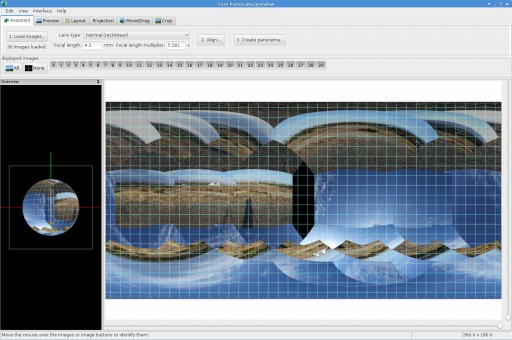 Fast Panorama preview
Edit View Interface Help
Assistant Preview Layout Projection Move/Drag Crop
1. Load images... Lens type: Normal (rectilinear) 2. Align... 3. Create panorama...
30 images loaded. Focal length: 4.3 mm Focal length multiplier: 5.581 x
displayed images
All None 0 1 2 3 4 5 6 7 8 9 10 11 12 13 14 15 16 17 18 19 20 21 22 23 24 25 26 27 28 29
Overview
Move the mouse over the images or image buttons to identify them. 360.0 x 180.0